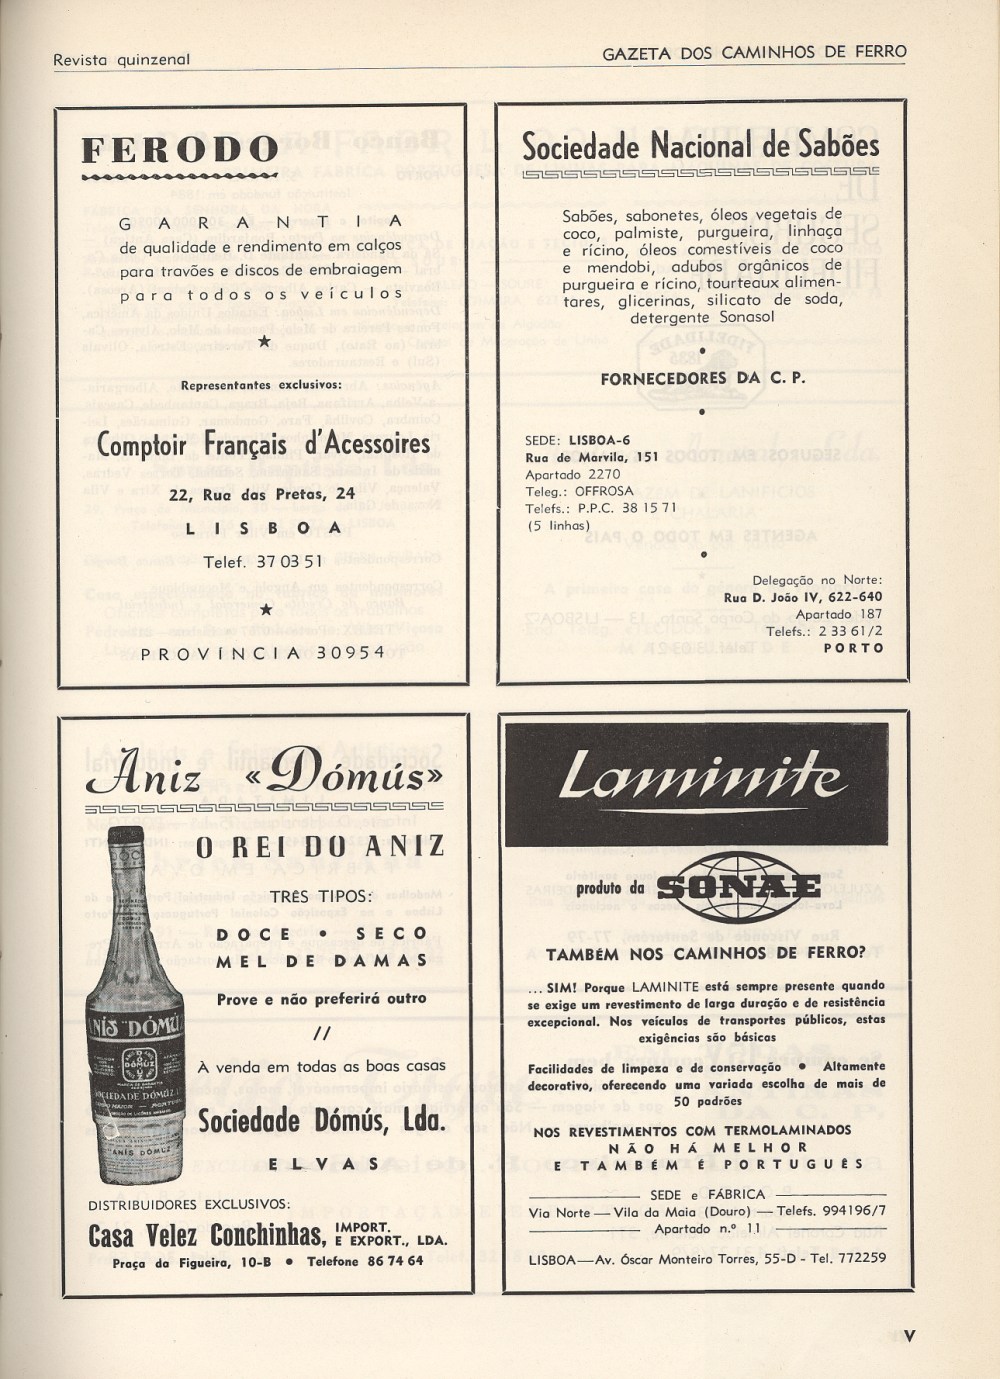 Revista quinzenal
GAZETA DOS CAMINHOS DE FERRO
FERODO
GARANTIA
de qualidade e rendimento em calços
para travões e discos de embraiagem
para todos os veículos
Representantes exclusivos:
Comptoir Français d'Acessoires
22, Rua das Pretas, 24
LISBOA
Telef. 37 03 51
PROVÍNCIA 30954
Sociedade Nacional de Sabões
Sabões, sabonetes, óleos vegetais de
coco, palmiste, purgueira, linhaça
e rícino, óleos comestíveis de coco
e mendobi, adubos orgânicos de
purgueira e rícino, tourteaux alimen-
tares, glicerinas, silicato de soda,
detergente Sonasol
•
FORNECEDORES DA C. P.
•
SEDE: LISBOA-6
Rua de Marvila, 151
Apartado 2270
Teleg.: OFFROSA
Telefs.: P.P.C. 38 15 71
(5 linhas)
•
Delegação no Norte:
Rua D. João IV, 622-640
Apartado 187
Telefs.: 2 33 61/2
PORTO
Aniz «Dómús»
O REI DO ANIZ
TRÊS TIPOS:
DOCE • SECO
MEL DE DAMAS
Prove e não preferirá outro
//
À venda em todas as boas casas
Sociedade Dómús, Lda.
ELVAS
ANIS "DÓMÚZ
SOCIEDADE DOMÚZ
ANIS DÓMUZ
DISTRIBUIDORES EXCLUSIVOS:
Casa Velez Conchinhas, IMPORT. E EXPORT., LDA.
Praça da Figueira, 10-B • Telefone 86 74 64
Laminite
produto da SONAE
TAMBÉM NOS CAMINHOS DE FERRO?
... SIM! Porque LAMINITE está sempre presente quando
se exige um revestimento de larga duração e de resistência
excepcional. Nos veículos de transportes públicos, estas
exigências são básicas
Facilidades de limpeza e de conservação • Altamente
decorativo, oferecendo uma variada escolha de mais de
50 padrões
NOS REVESTIMENTOS COM TERMOLAMINADOS
NÃO HÁ MELHOR
E TAMBÉM É PORTUGUÊS
SEDE e FÁBRICA
Via Norte — Vila da Maia (Douro) — Telefs. 994196/7
Apartado n.º 11
LISBOA—Av. Óscar Monteiro Torres, 55-D - Tel. 772259
V